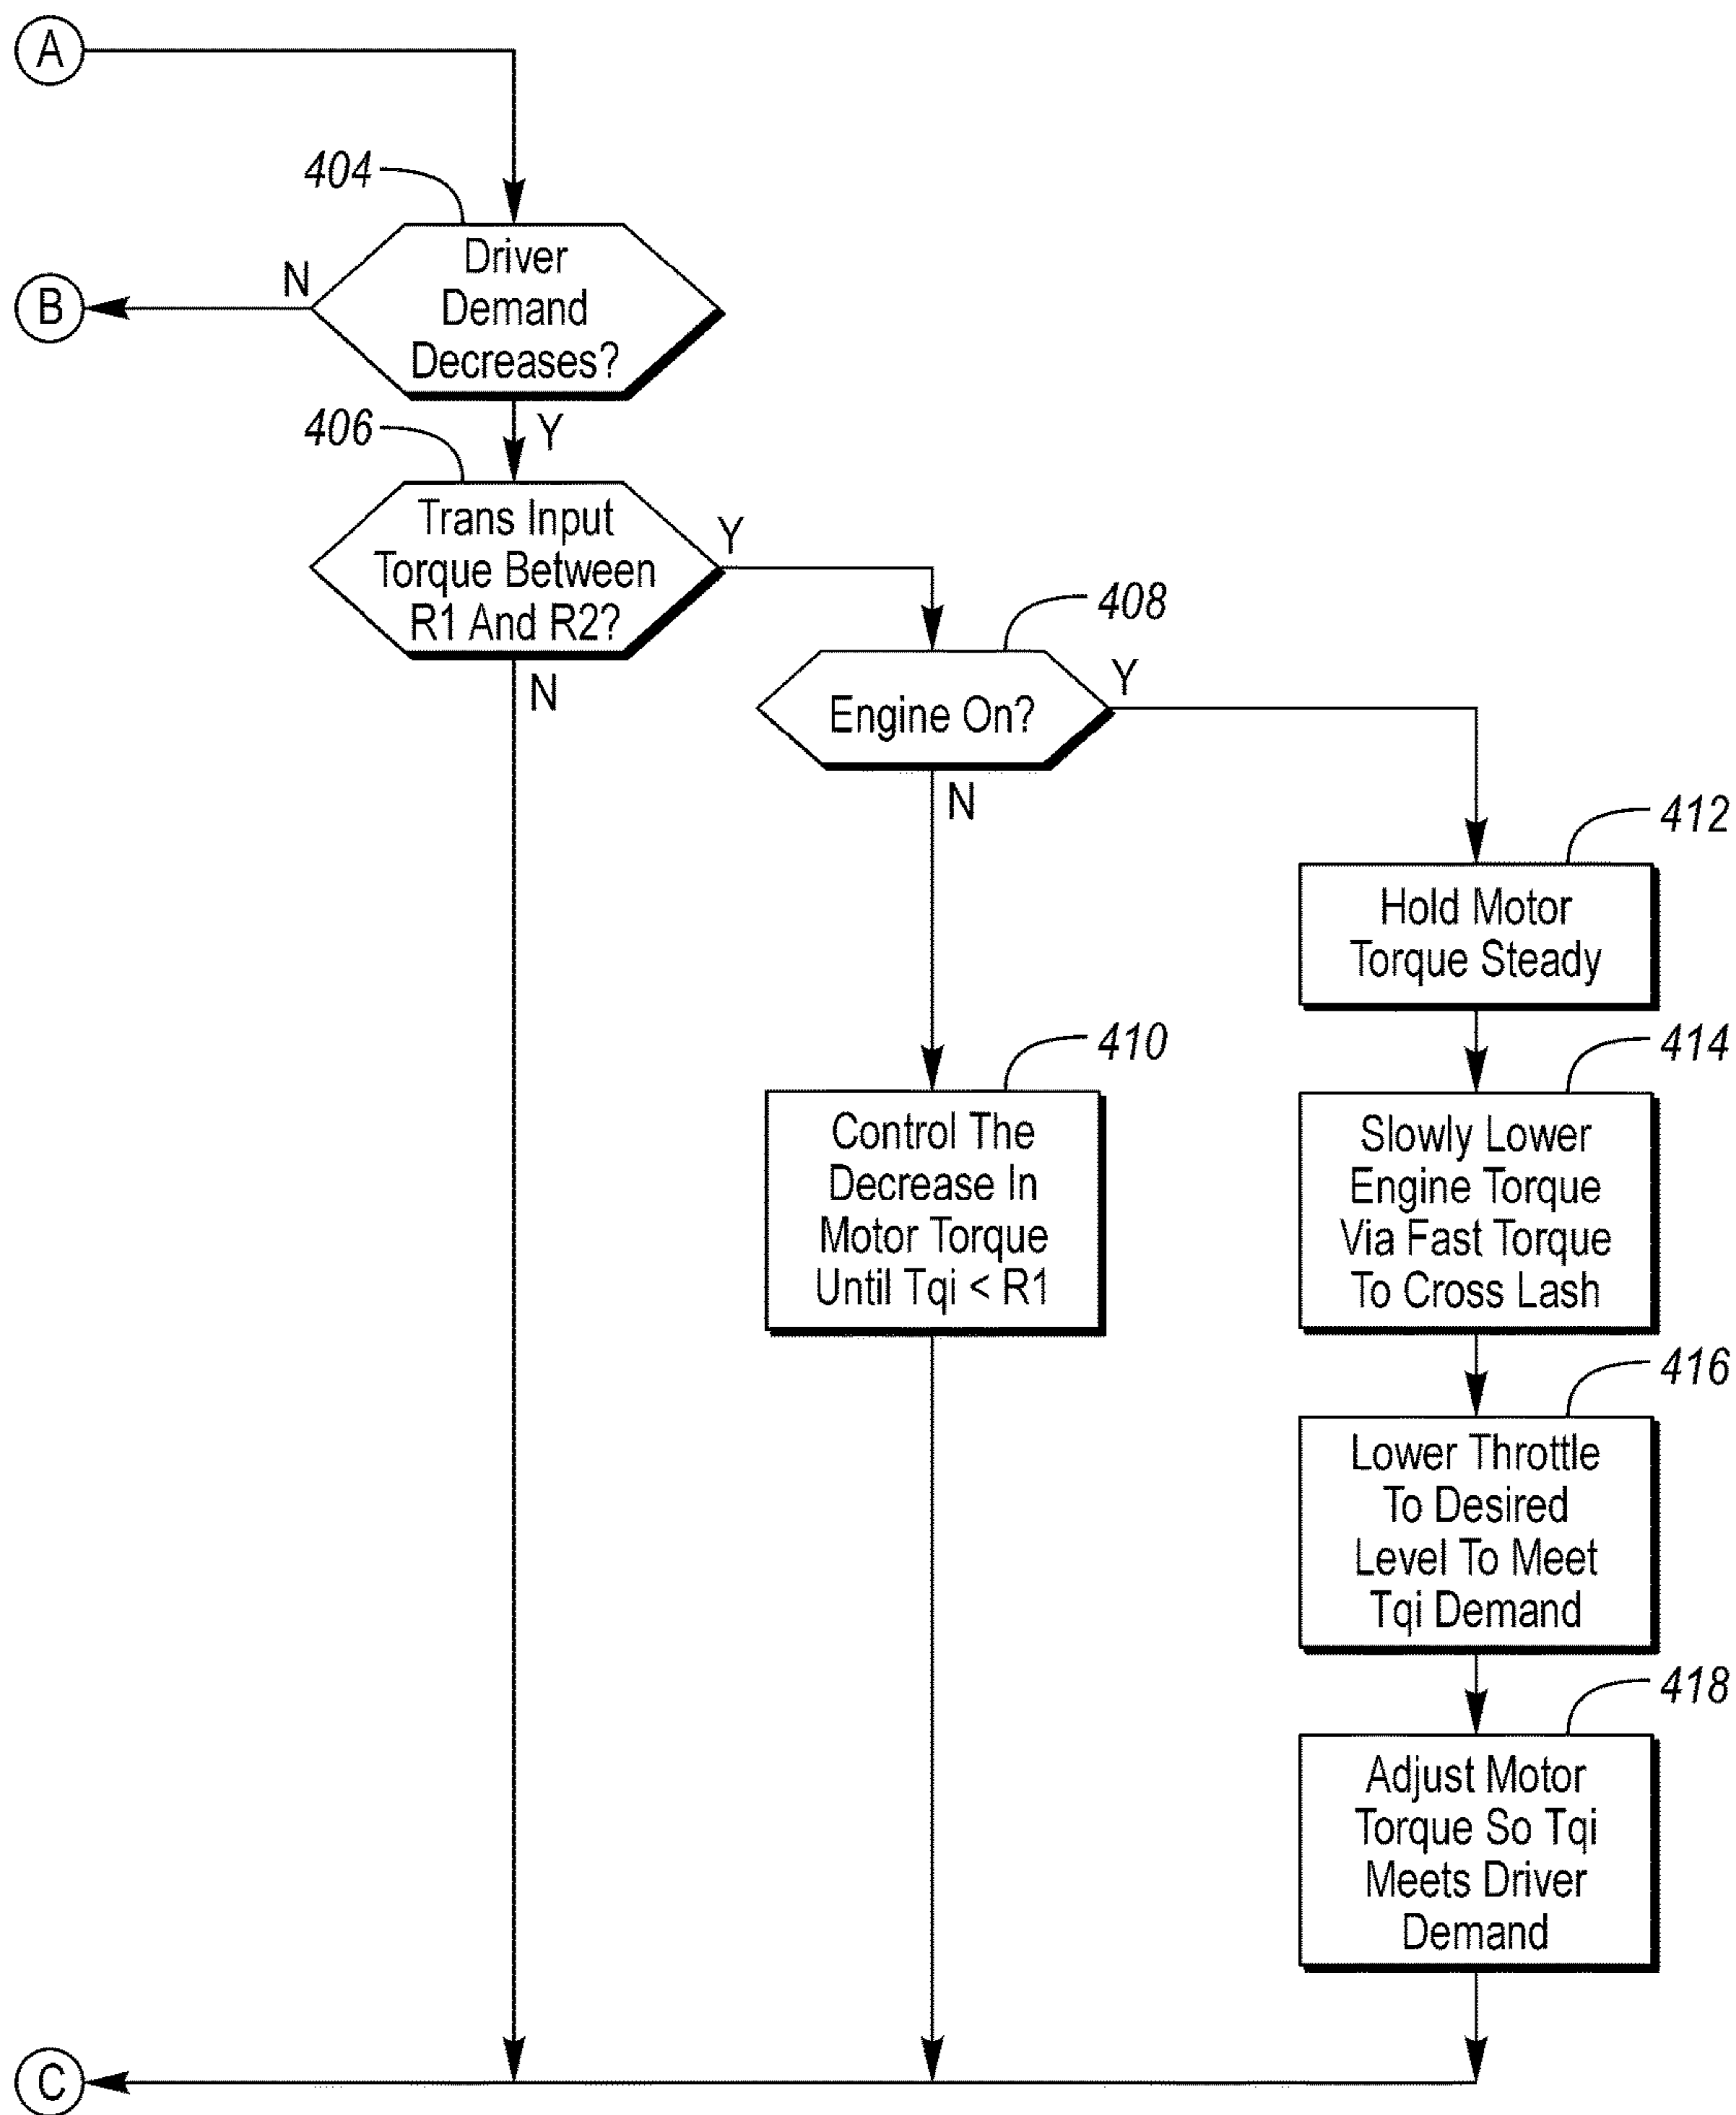 A
404
Driver
Demand
Decreases?
N
B
Y
406
Trans Input
Torque Between
R1 And R2?
Y
N
408
Engine On?
Y
N
412
Hold Motor
Torque Steady
410
Control The
Decrease In
Motor Torque
Until Tqi < R1
414
Slowly Lower
Engine Torque
Via Fast Torque
To Cross Lash
416
Lower Throttle
To Desired
Level To Meet
Tqi Demand
418
Adjust Motor
Torque So Tqi
Meets Driver
Demand
C